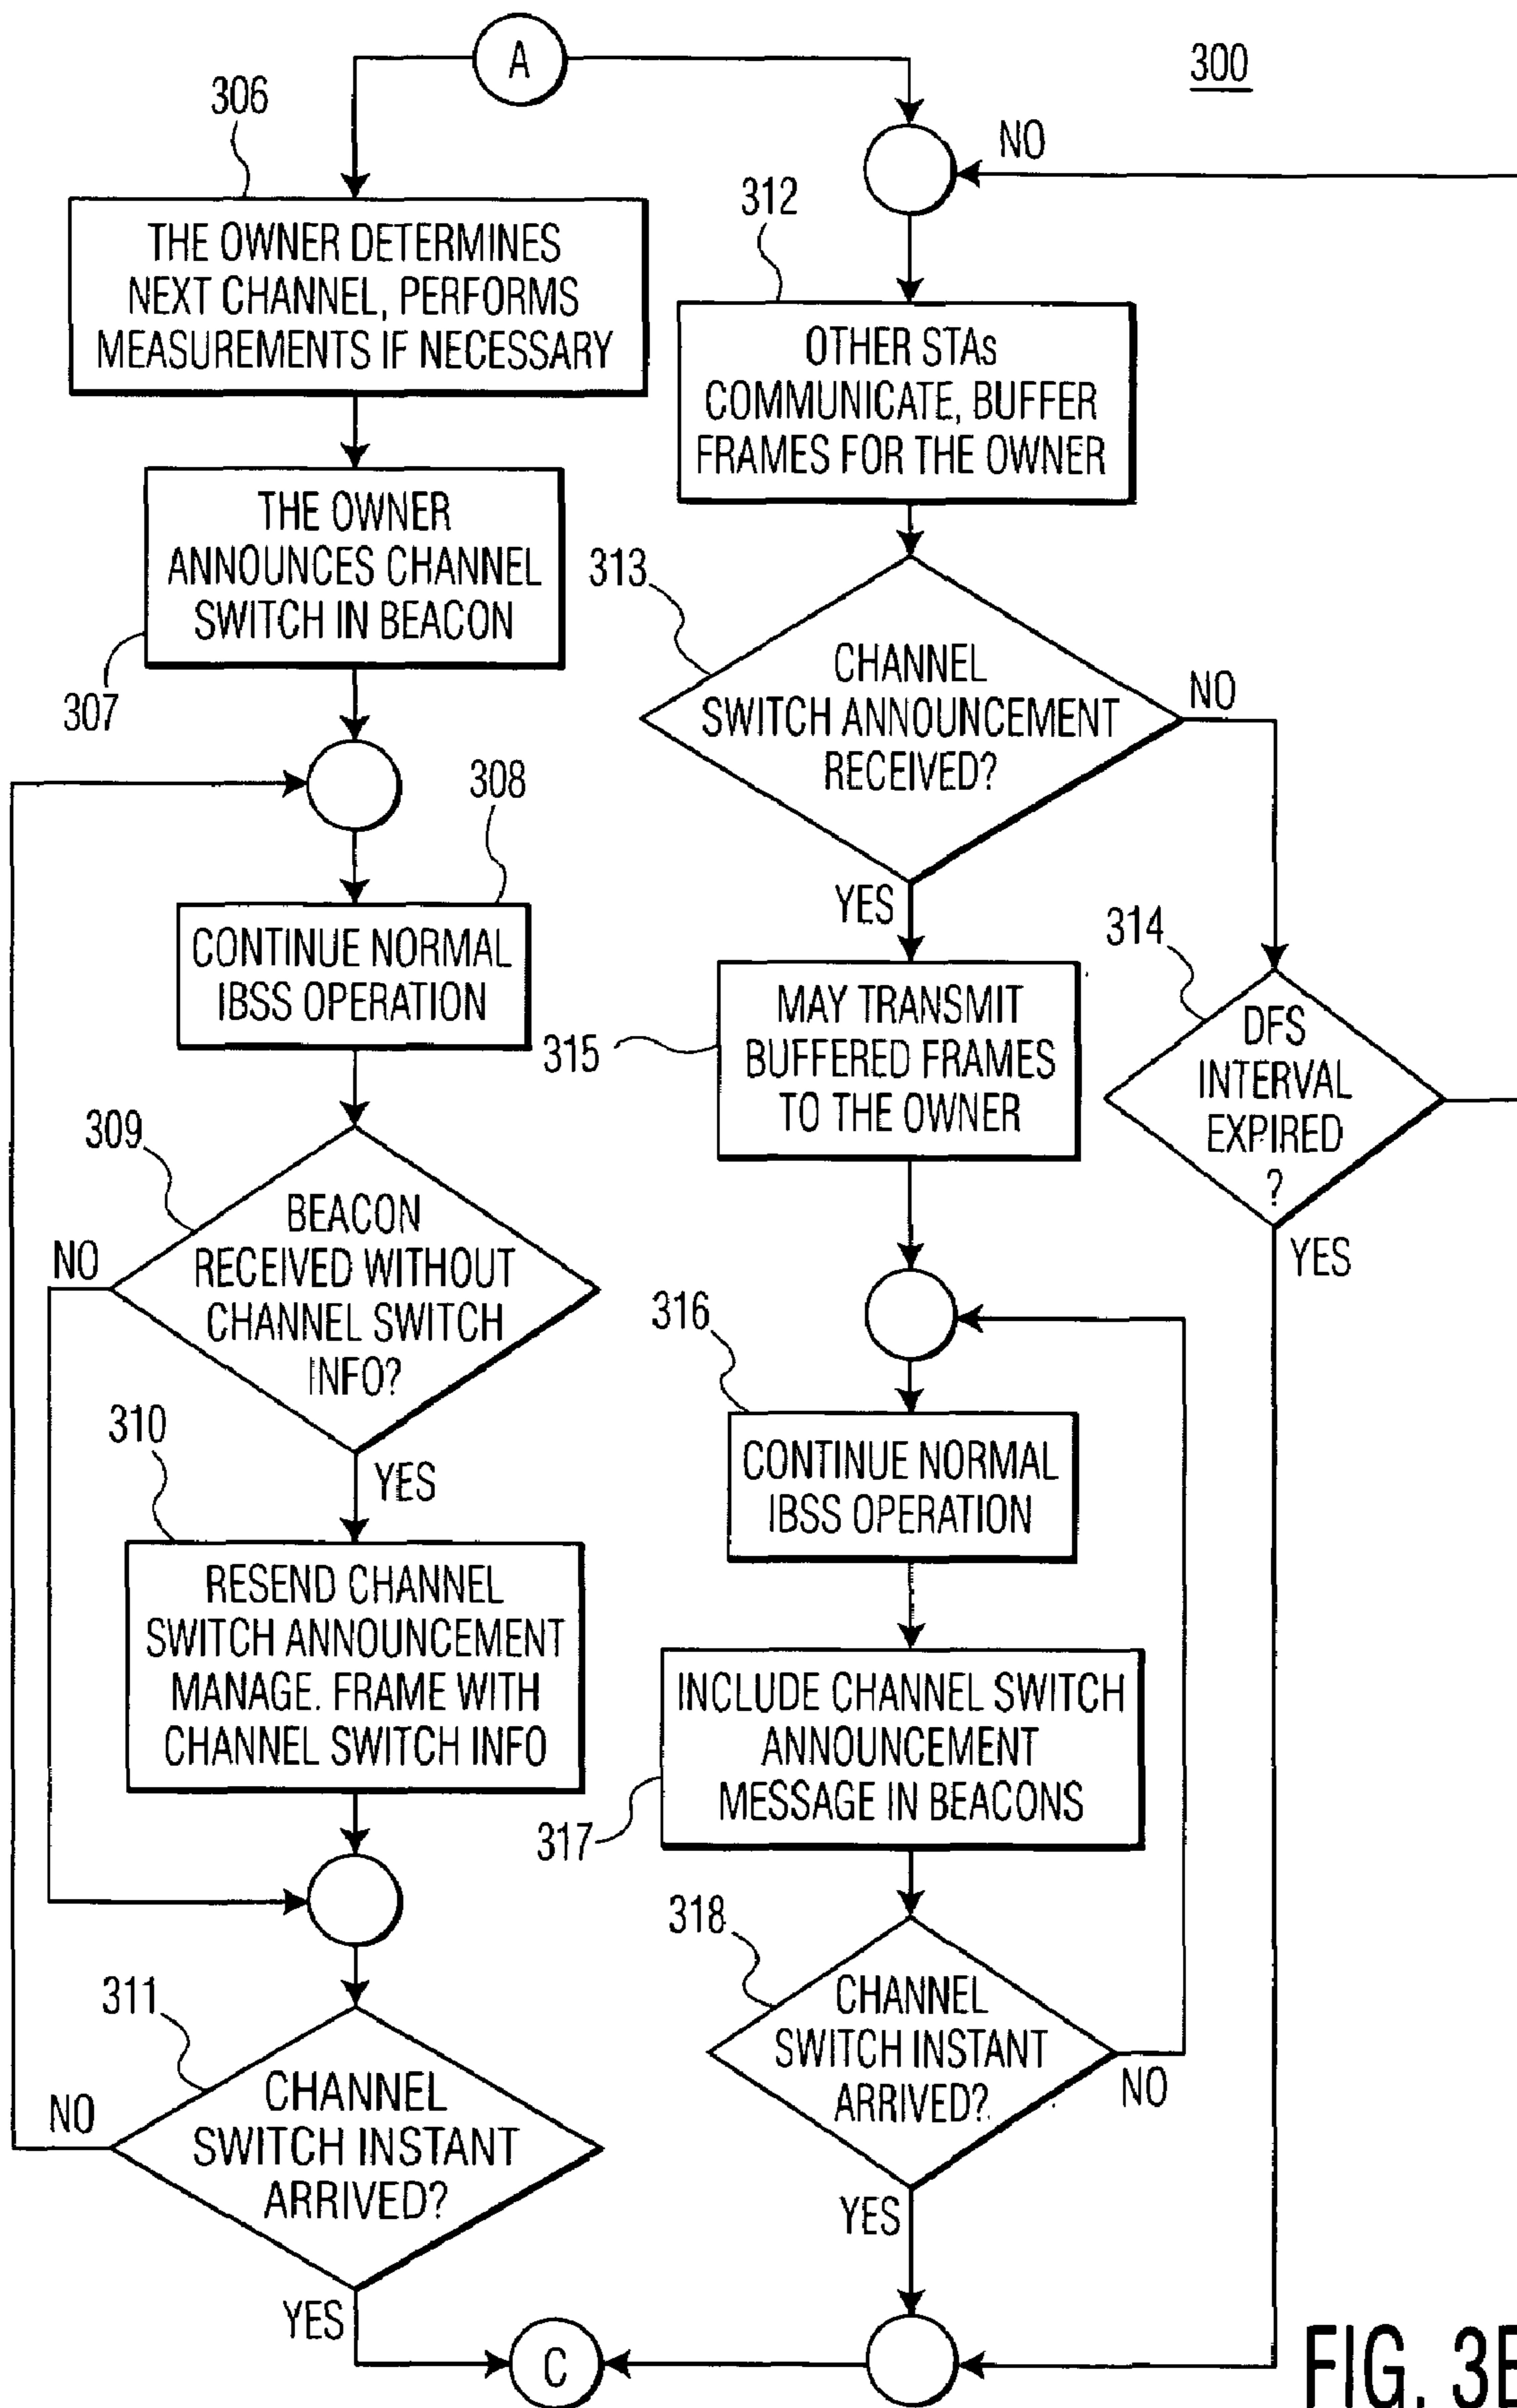 A
300
306
NO
THE OWNER DETERMINES
NEXT CHANNEL, PERFORMS
MEASUREMENTS IF NECESSARY
312
OTHER STAs
COMMUNICATE, BUFFER
FRAMES FOR THE OWNER
THE OWNER
ANNOUNCES CHANNEL
SWITCH IN BEACON
307
313
CHANNEL
SWITCH ANNOUNCEMENT
RECEIVED?
NO
YES
308
CONTINUE NORMAL
IBSS OPERATION
314
DFS
INTERVAL
EXPIRED
?
YES
315
MAY TRANSMIT
BUFFERED FRAMES
TO THE OWNER
309
BEACON
RECEIVED WITHOUT
CHANNEL SWITCH
INFO?
NO
YES
316
CONTINUE NORMAL
IBSS OPERATION
310
RESEND CHANNEL
SWITCH ANNOUNCEMENT
MANAGE. FRAME WITH
CHANNEL SWITCH INFO
INCLUDE CHANNEL SWITCH
ANNOUNCEMENT
MESSAGE IN BEACONS
317
318
CHANNEL
SWITCH INSTANT
ARRIVED?
NO
YES
311
CHANNEL
SWITCH INSTANT
ARRIVED?
NO
YES
C
FIG. 3B